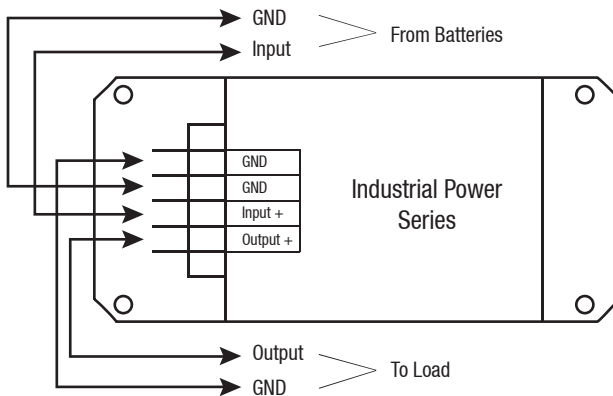 GND
Input
From Batteries
GND
GND
Input +
Output +
Industrial Power
Series
Output
GND
To Load